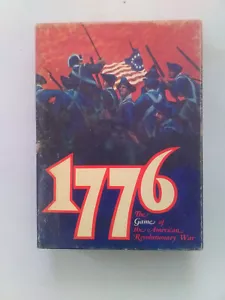 1776
The
Game of
the American
Revolutionary War